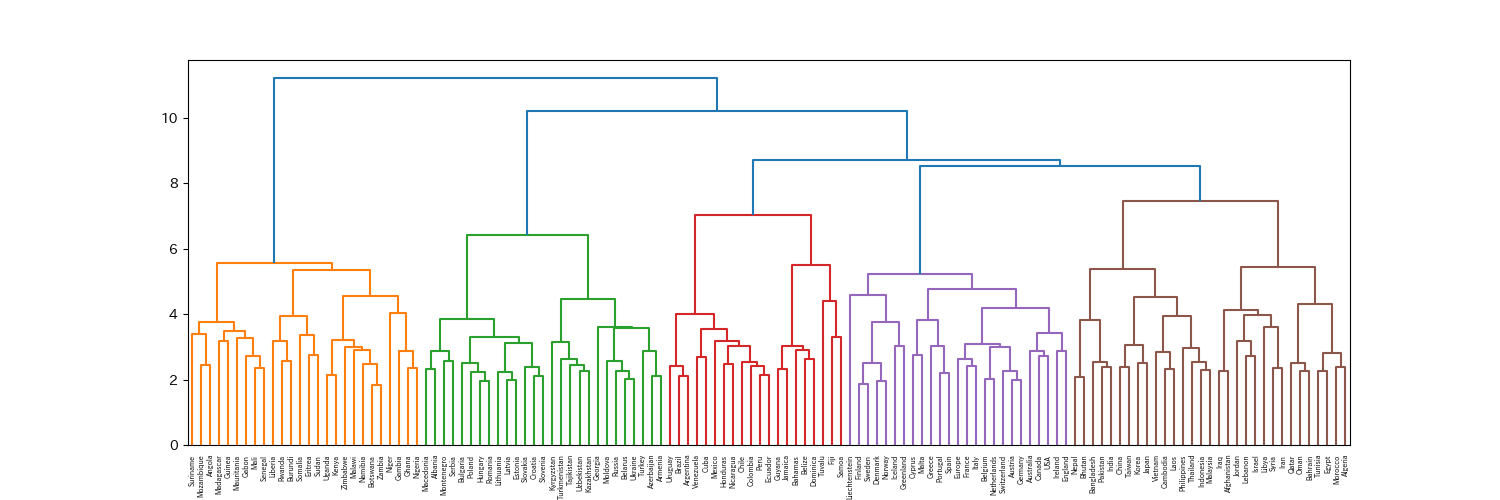 10
8
6
4
2
0
Suriname
Mozambique
Angola
Madagascar
Guinea
Mauritania
Gabon
Mali
Senegal
Liberia
Rwanda
Burundi
Somalia
Eritrea
Sudan
Uganda
Kenya
Zimbabwe
Malawi
Namibia
Botswana
Zambia
Niger
Gambia
Ghana
Nigeria
Macedonia
Albania
Montenegro
Serbia
Bulgaria
Poland
Hungary
Romania
Lithuania
Latvia
Estonia
Slovakia
Croatia
Slovenia
Kyrgyzstan
Turkmenistan
Tajikistan
Uzbekistan
Kazakhstan
Georgia
Moldova
Russia
Belarus
Ukraine
Turkey
Azerbaijan
Armenia
Uruguay
Brazil
Argentina
Venezuela
Cuba
Mexico
Honduras
Nicaragua
Chile
Colombia
Peru
Ecuador
Guyana
Jamaica
Bahamas
Belize
Dominica
Tuvalu
Fiji
Samoa
Liechtenstein
Finland
Sweden
Denmark
Norway
Iceland
Greenland
Cyprus
Malta
Greece
Portugal
Spain
Europe
France
Italy
Belgium
Netherlands
Switzerland
Austria
Germany
Australia
Canada
USA
Ireland
England
Nepal
Bhutan
Bangladesh
Pakistan
India
China
Taiwan
Korea
Japan
Vietnam
Cambodia
Laos
Philippines
Thailand
Indonesia
Malaysia
Iraq
Afghanistan
Jordan
Lebanon
Israel
Libya
Syria
Iran
Qatar
Oman
Bahrain
Tunisia
Egypt
Morocco
Algeria